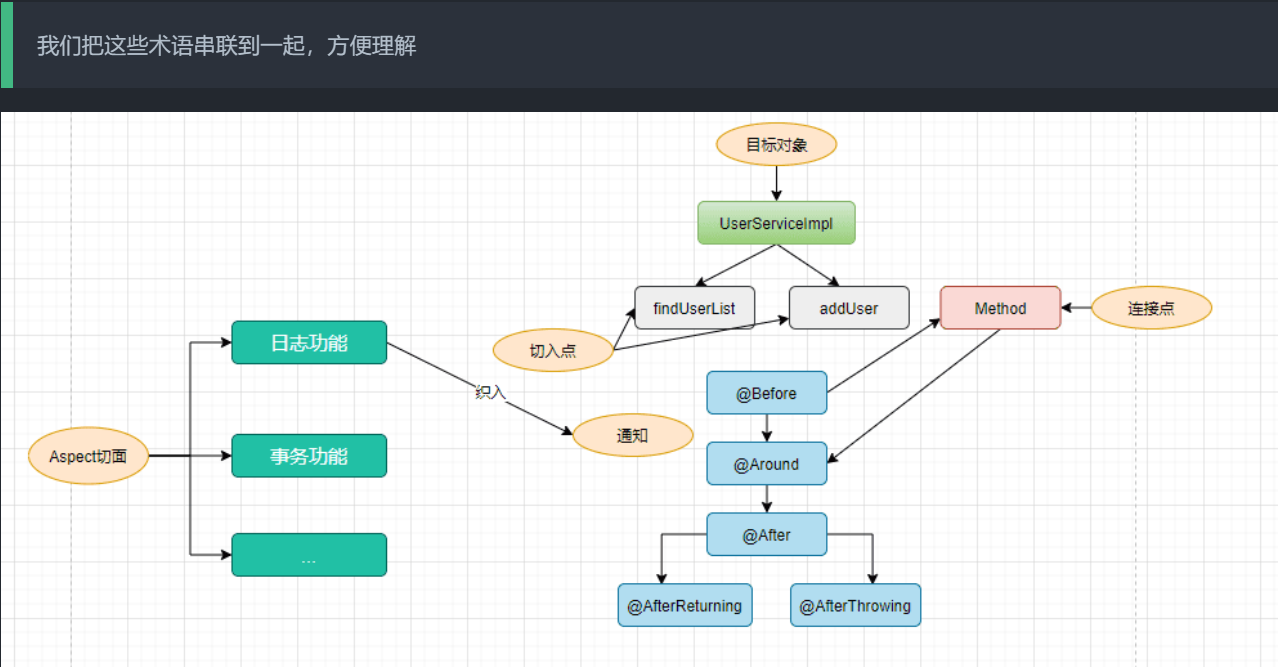 我们把这些术语串联到一起，方便理解
目标对象
UserServiceImpl
findUserList
addUser
Method
连接点
日志功能
切入点
织入
@Before
通知
Aspect切面
事务功能
@Around
@After
...
@AfterReturning
@AfterThrowing